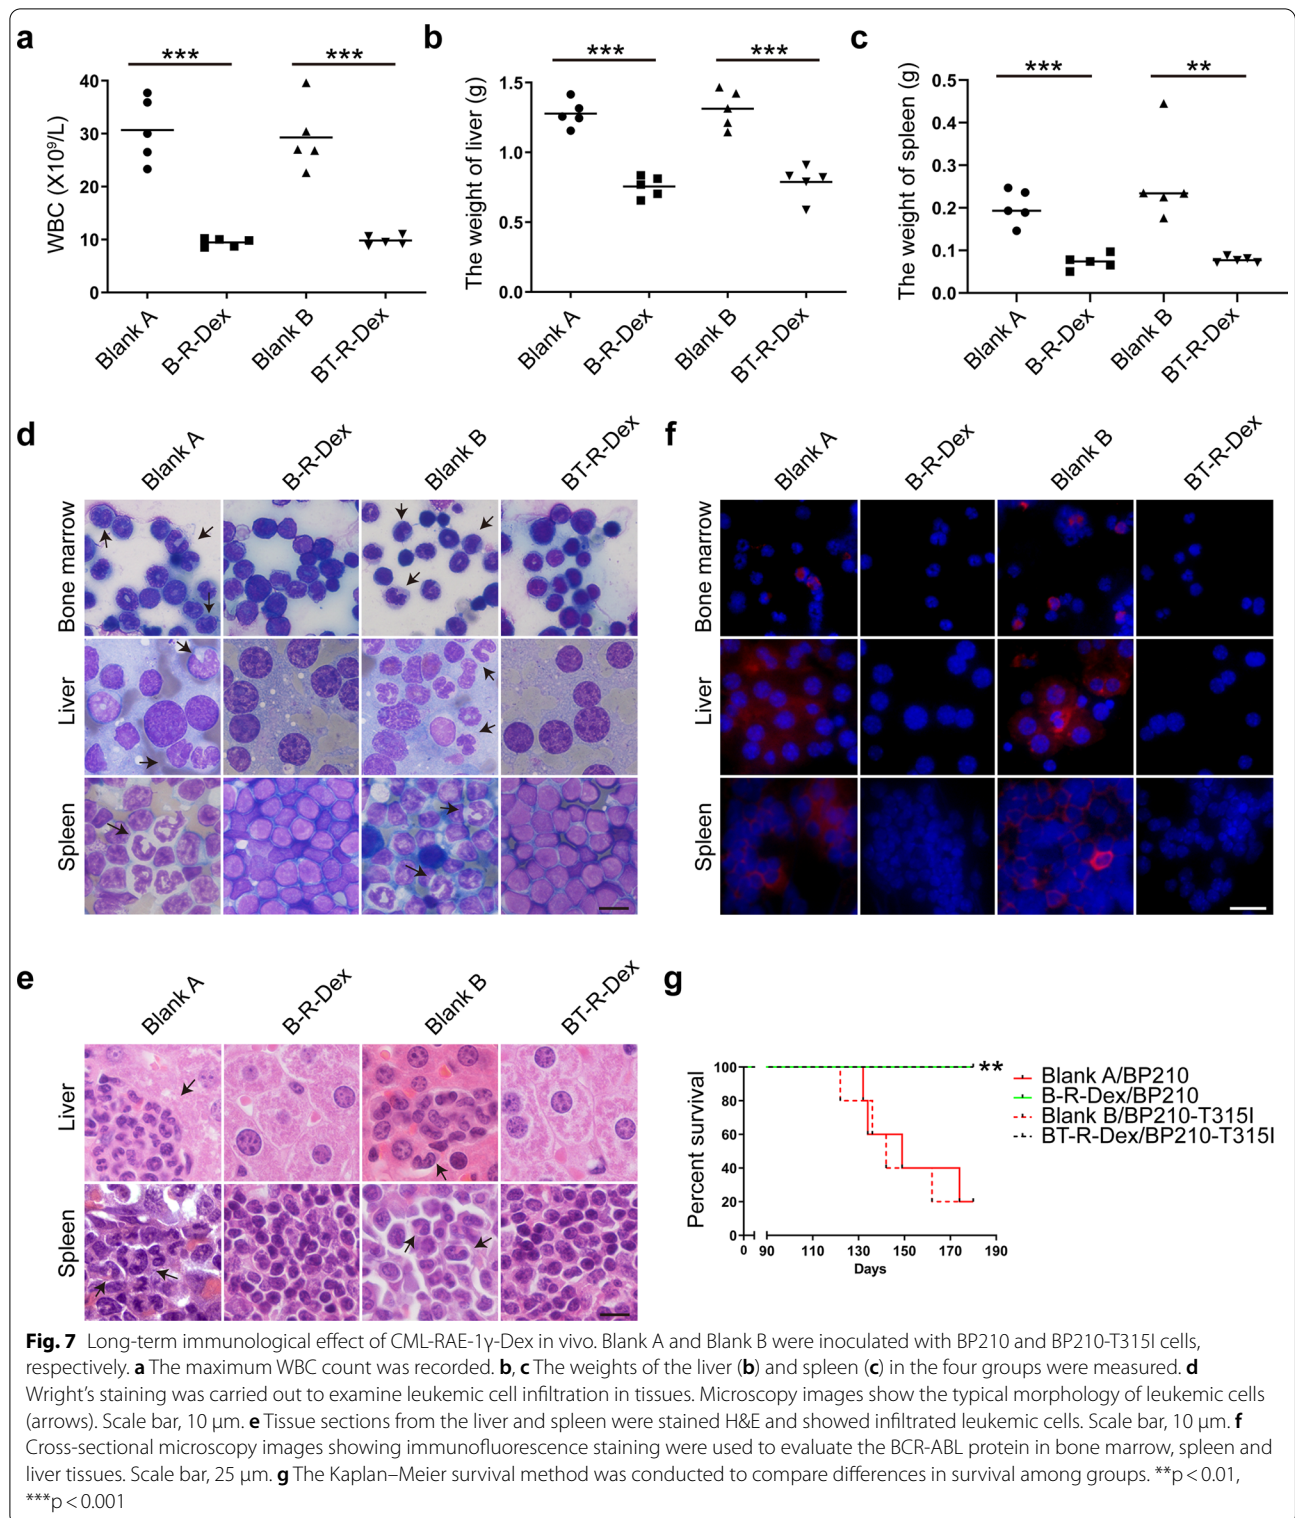 a
***
***
WBC (X10⁹/L)
40
30
20
10
0
Blank A
B-R-Dex
Blank B
BT-R-Dex
b
***
***
The weight of liver (g)
1.5
1.0
0.5
0.0
Blank A
B-R-Dex
Blank B
BT-R-Dex
c
***
**
The weight of spleen (g)
0.5
0.4
0.3
0.2
0.1
0.0
Blank A
B-R-Dex
Blank B
BT-R-Dex
d
Blank A
B-R-Dex
Blank B
BT-R-Dex
Bone marrow
Liver
Spleen
f
Blank A
B-R-Dex
Blank B
BT-R-Dex
Bone marrow
Liver
Spleen
e
Blank A
B-R-Dex
Blank B
BT-R-Dex
Liver
Spleen
g
Percent survival
100
80
60
40
20
0
0 90 110 130 150 170 190
Days
**
Blank A/BP210
B-R-Dex/BP210
Blank B/BP210-T315I
BT-R-Dex/BP210-T315I
Fig. 7 Long-term immunological effect of CML-RAE-1γ-Dex in vivo. Blank A and Blank B were inoculated with BP210 and BP210-T315I cells,
respectively. a The maximum WBC count was recorded. b, c The weights of the liver (b) and spleen (c) in the four groups were measured. d
Wright's staining was carried out to examine leukemic cell infiltration in tissues. Microscopy images show the typical morphology of leukemic cells
(arrows). Scale bar, 10 μm. e Tissue sections from the liver and spleen were stained H&E and showed infiltrated leukemic cells. Scale bar, 10 μm. f
Cross-sectional microscopy images showing immunofluorescence staining were used to evaluate the BCR-ABL protein in bone marrow, spleen and
liver tissues. Scale bar, 25 μm. g The Kaplan–Meier survival method was conducted to compare differences in survival among groups. **p < 0.01,
***p < 0.001